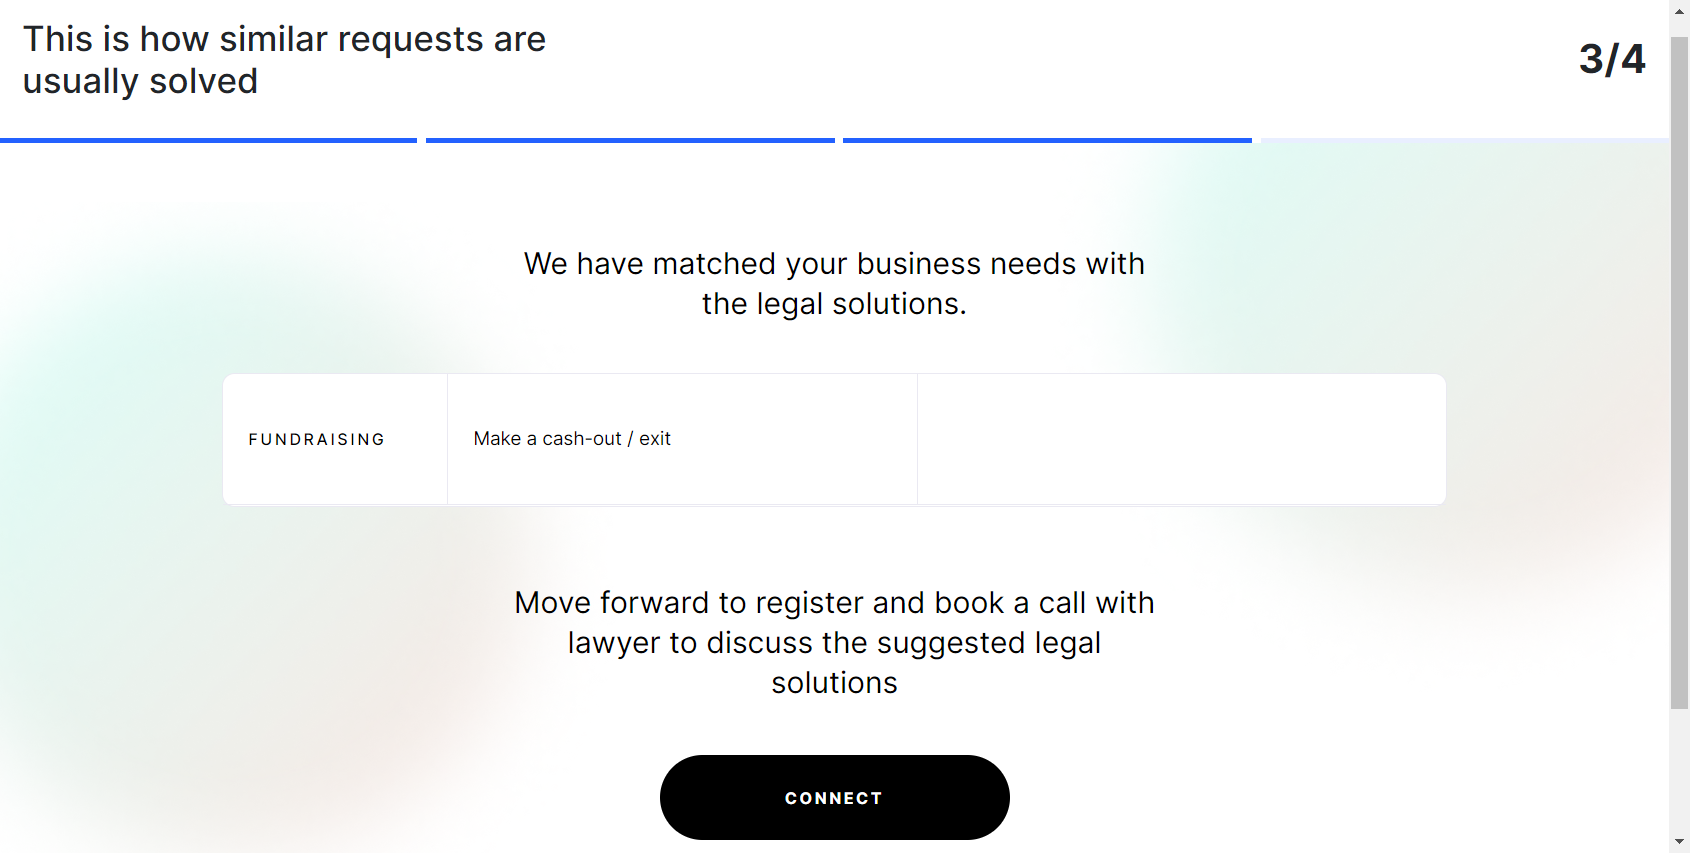 This is how similar requests are
usually solved
3/4
We have matched your business needs with
the legal solutions.
FUNDRAISING
Make a cash-out / exit
Move forward to register and book a call with
lawyer to discuss the suggested legal
solutions
CONNECT